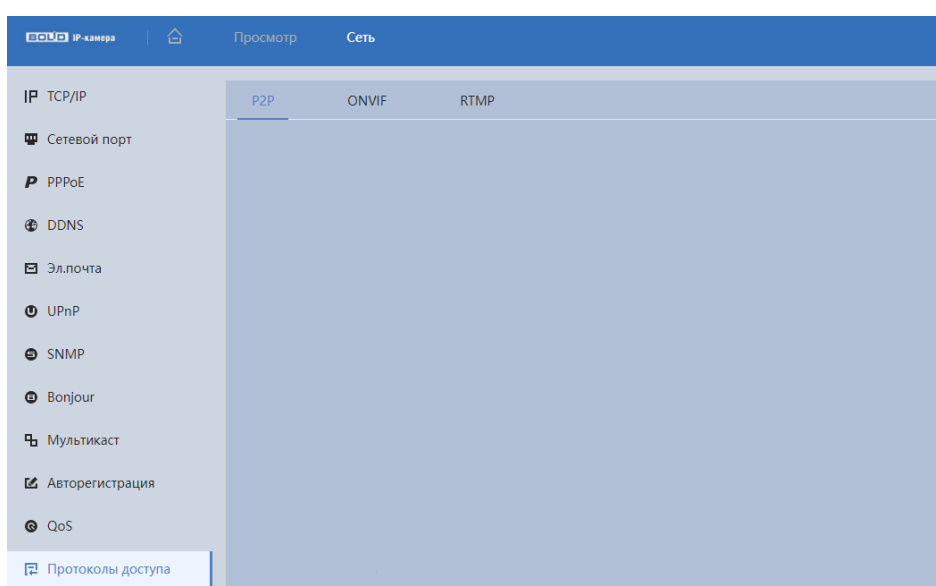 BOLID IP-камера Просмотр Сеть
IP TCP/IP
P2P ONVIF RTMP
Сетевой порт
P PPPoE
DDNS
Эл.почта
UPnP
SNMP
Bonjour
Мультикаст
Авторегистрация
QoS
Протоколы доступа